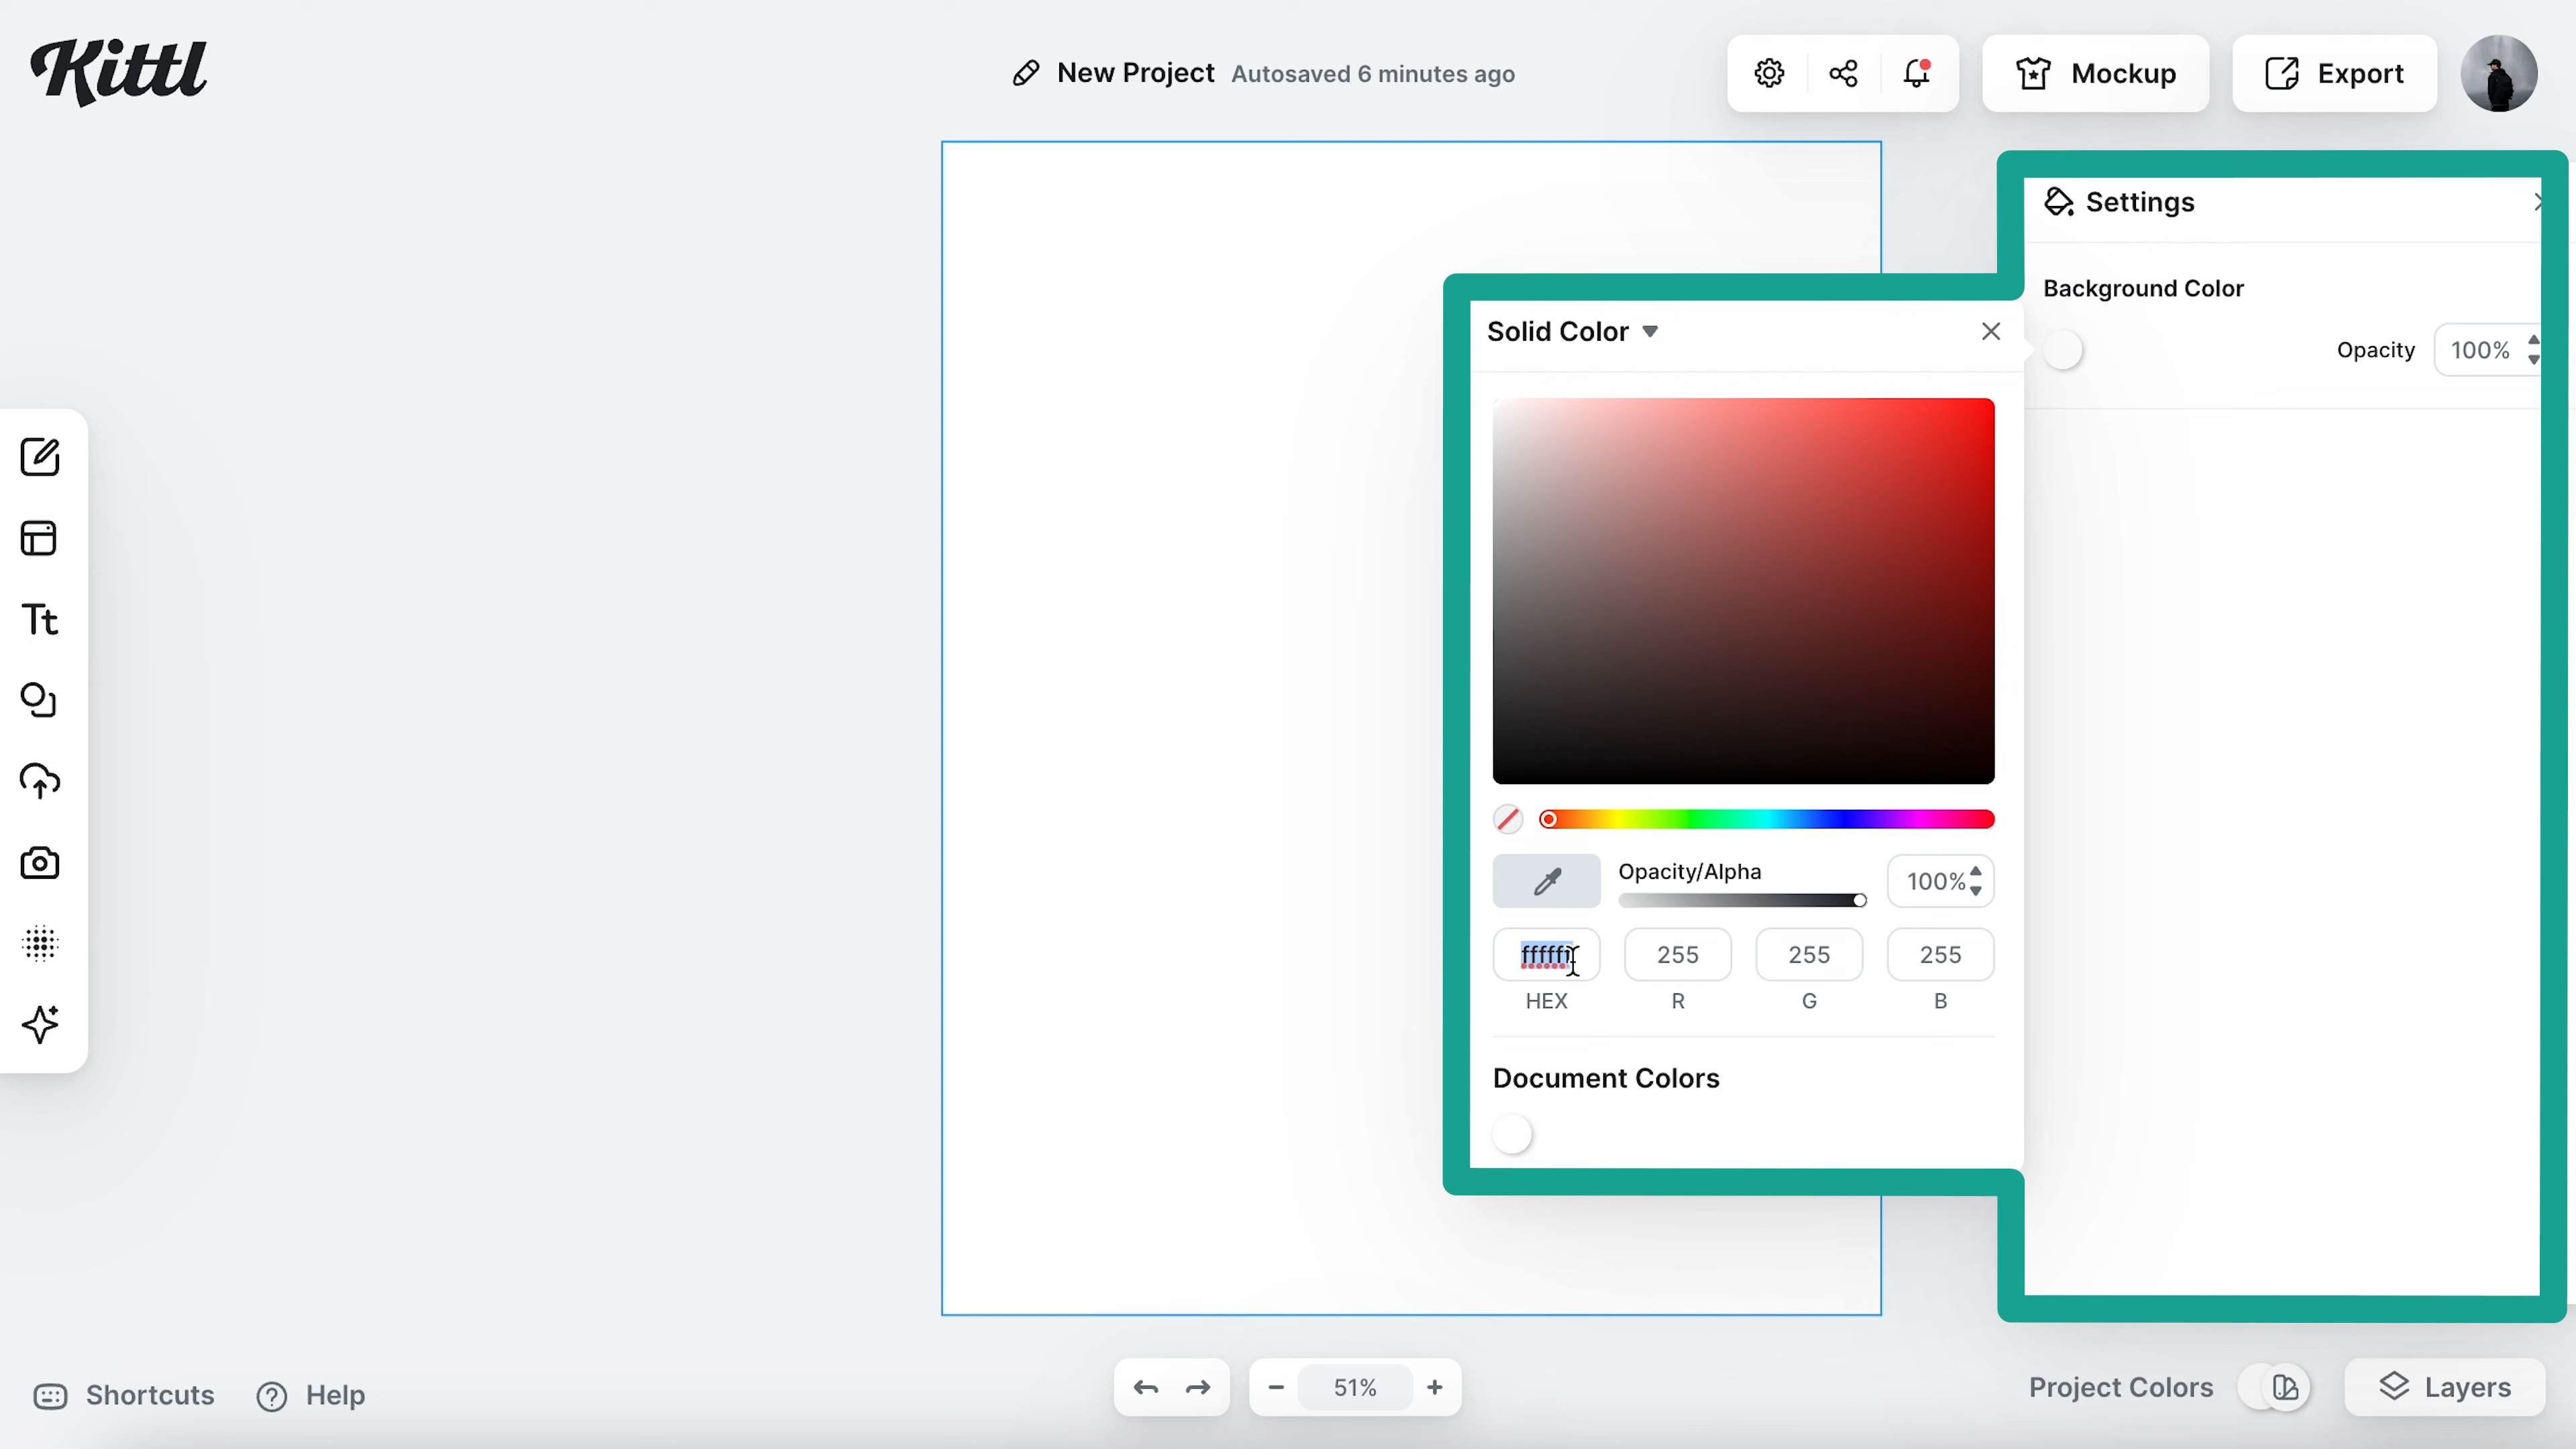 Kittl
New Project Autosaved 6 minutes ago
Mockup
Export
Settings
Background Color
Opacity 100%
Solid Color
Tt
Opacity/Alpha
100%
ffffff 255 255 255
HEX R G B
Document Colors
Shortcuts Help
51%
Project Colors
Layers